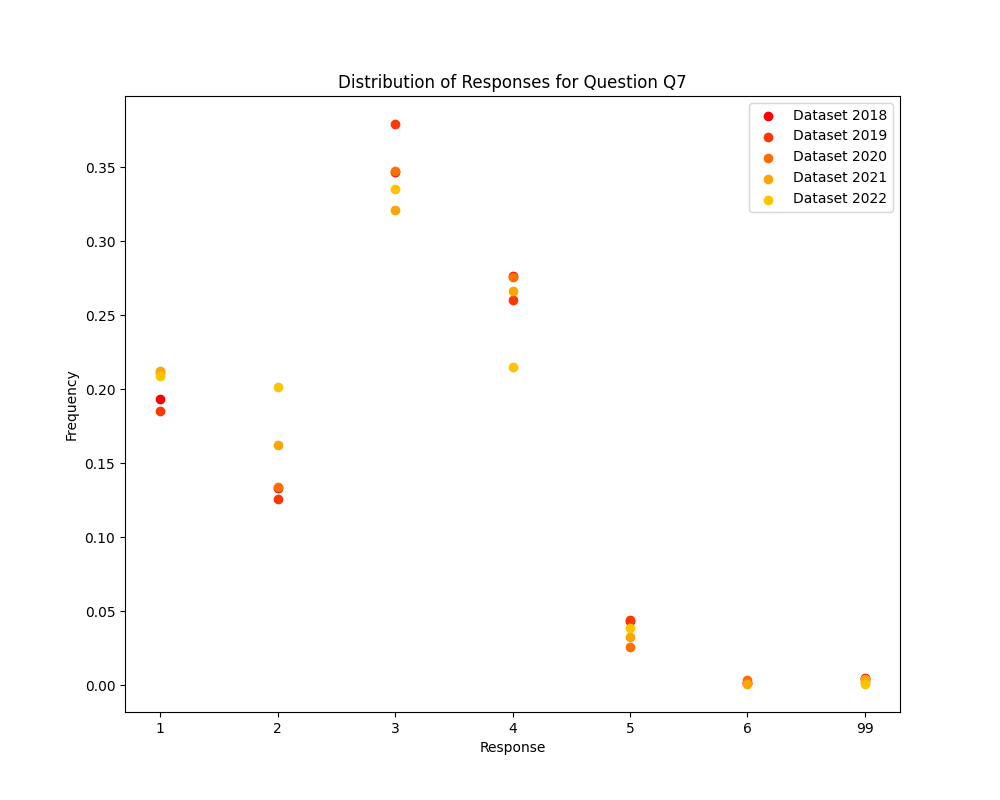 Distribution of Responses for Question Q7
Dataset 2018
Dataset 2019
Dataset 2020
Dataset 2021
Dataset 2022
0.35
0.30
0.25
0.20
0.15
0.10
0.05
0.00
Frequency
1 2 3 4 5 6 99
Response